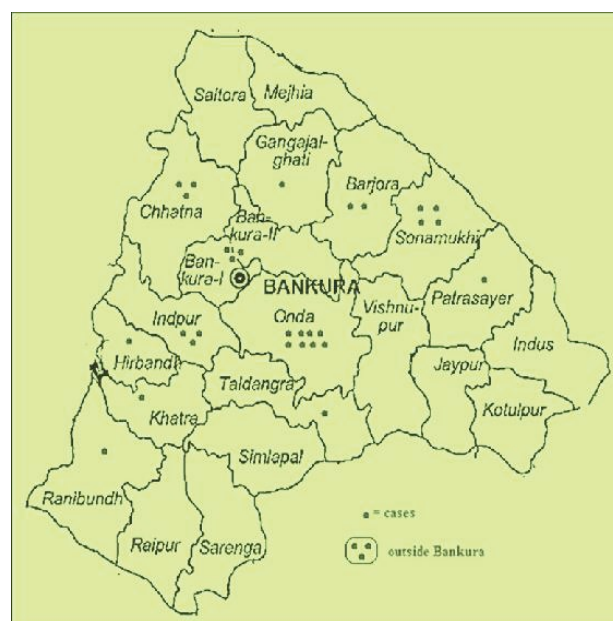 Saltora
Mejhia
Gangajal-
ghati
Barjora
Chhatna
Ban-
kura-II
Sonamukhi
Ban-
kura-I
BANKURA
Vishnu-
pur
Patrasayer
Indpur
Onda
Indus
Hirbandh
Taldangra
Jaypur
Khatra
Kotulpur
Simlapal
Ranibundh
Raipur
Sarenga
= cases
outside Bankura